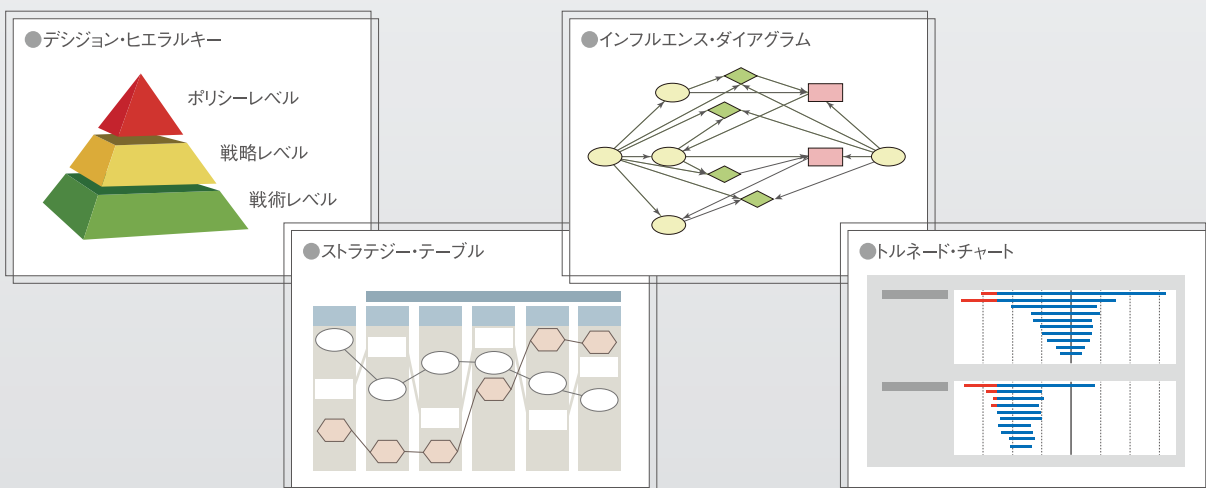 ●デシジョン・ヒエラルキー
ポリシーレベル
戦略レベル
戦術レベル
●インフルエンス・ダイアグラム
●ストラテジー・テーブル
●トルネード・チャート